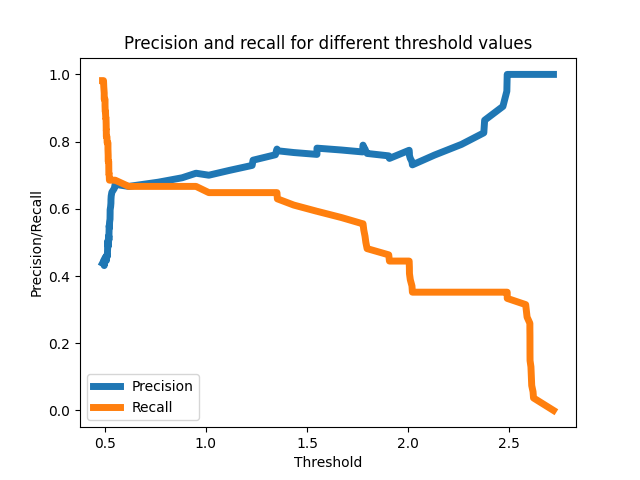 Precision and recall for different threshold values
Precision/Recall
1.0
0.8
0.6
0.4
0.2
0.0
Precision
Recall
0.5
1.0
1.5
2.0
2.5
Threshold